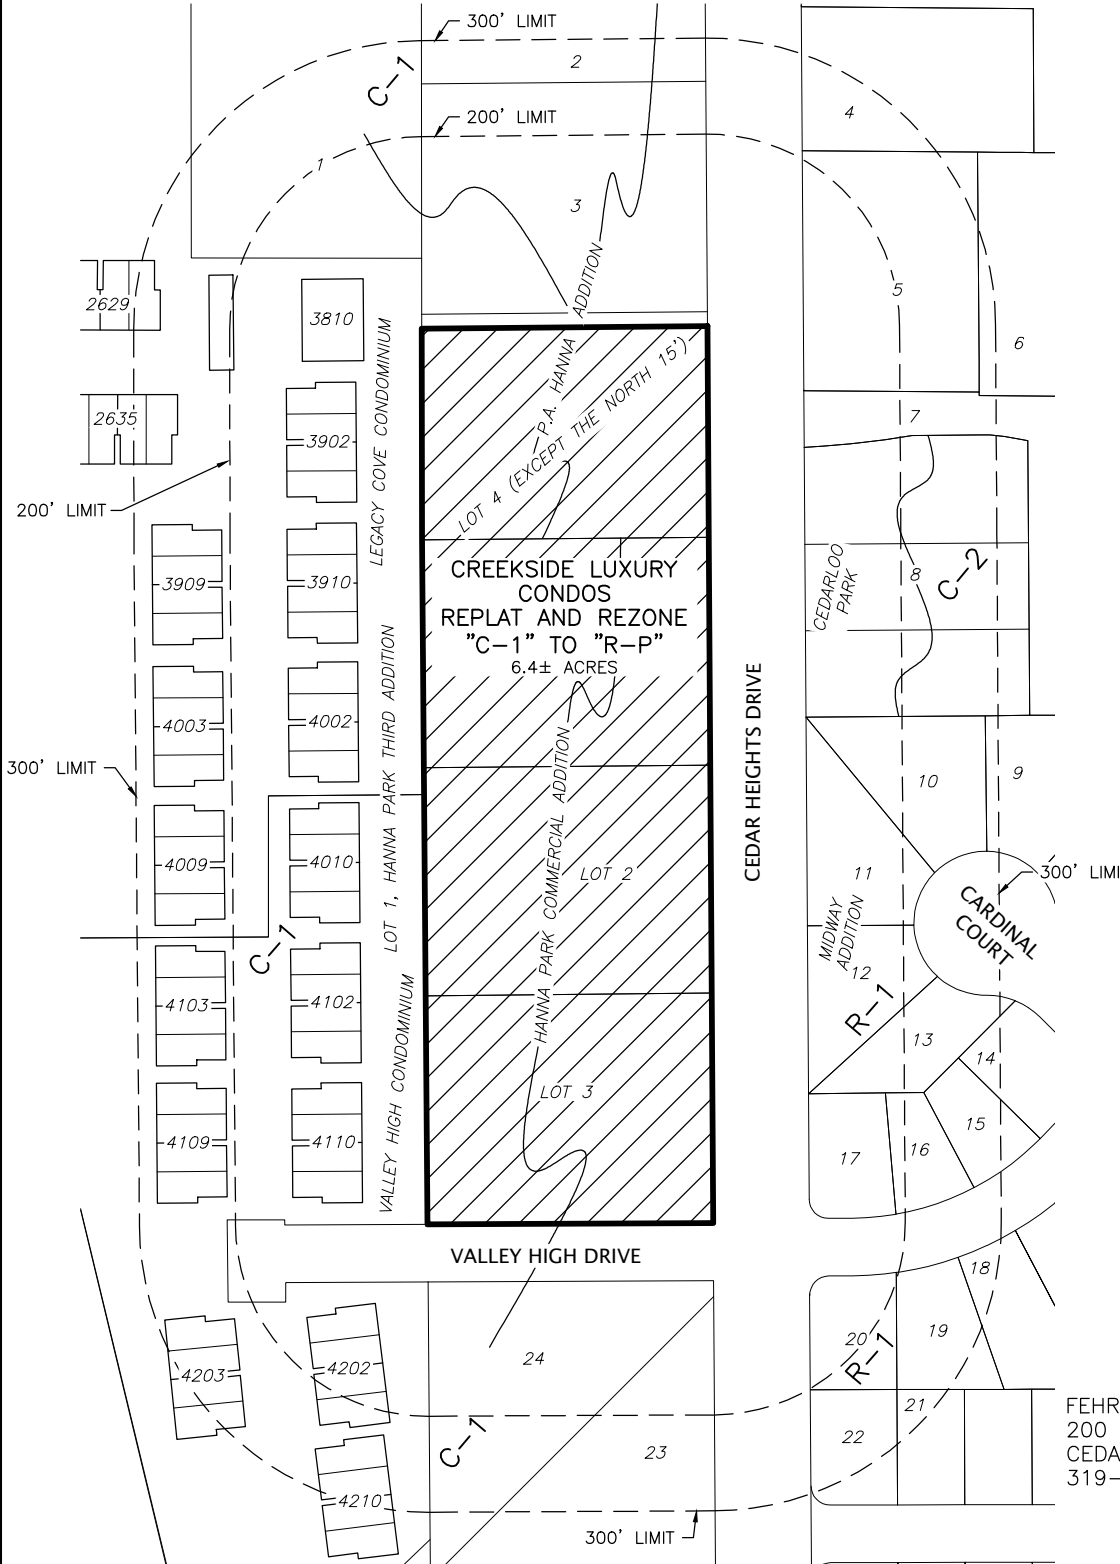 300' LIMIT
2
C-1
4
200' LIMIT
1
3
ADDITION
5
2629
3810
6
P.A. HANNA
LOT 4 (EXCEPT THE NORTH 15')
2635
3902
7
LEGACY COVE CONDOMINIUM
200' LIMIT
3909
3910
CREEKSIDE LUXURY
CONDOS
REPLAT AND REZONE
"C-1" TO "R-P"
6.4± ACRES
CEDARLOO
PARK
8
C-2
4003
4002
LOT 1, HANNA PARK THIRD ADDITION
CEDAR HEIGHTS DRIVE
300' LIMIT
10
9
HANNA PARK COMMERCIAL ADDITION
4009
4010
LOT 2
11
300' LIMI
MIDWAY
ADDITION
CARDINAL
COURT
C-1
12
4103
4102
R-1
VALLEY HIGH CONDOMINIUM
13
14
LOT 3
15
4109
4110
17
16
VALLEY HIGH DRIVE
18
4203
4202
24
20
19
R-1
21
FEHR
200
CEDA
319-
22
C-1
23
4210
300' LIMIT